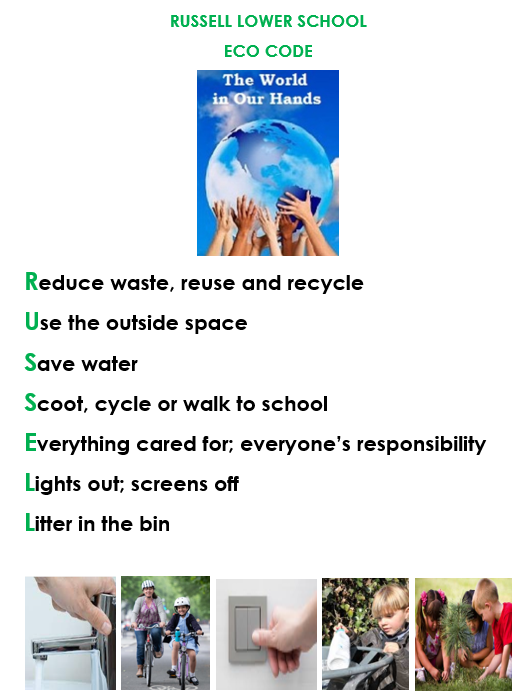 RUSSELL LOWER SCHOOL
ECO CODE
The World
in Our Hands
Reduce waste, reuse and recycle
Use the outside space
Save water
Scoot, cycle or walk to school
Everything cared for; everyone’s responsibility
Lights out; screens off
Litter in the bin